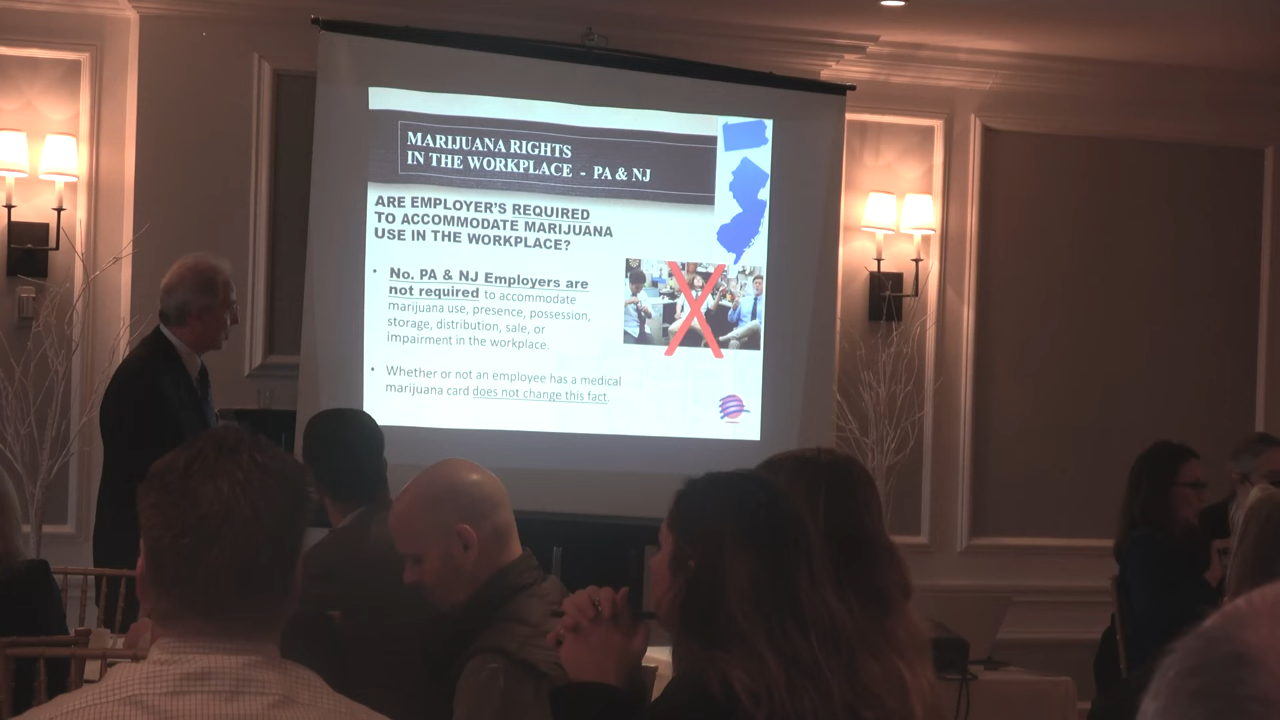 MARIJUANA RIGHTS
IN THE WORKPLACE - PA & NJ
ARE EMPLOYER'S REQUIRED
TO ACCOMMODATE MARIJUANA
USE IN THE WORKPLACE?
• No. PA & NJ Employers are
not required to accommodate
marijuana use, presence, possession,
storage, distribution, sale, or
impairment in the workplace.
• Whether or not an employee has a medical
marijuana card does not change this fact.